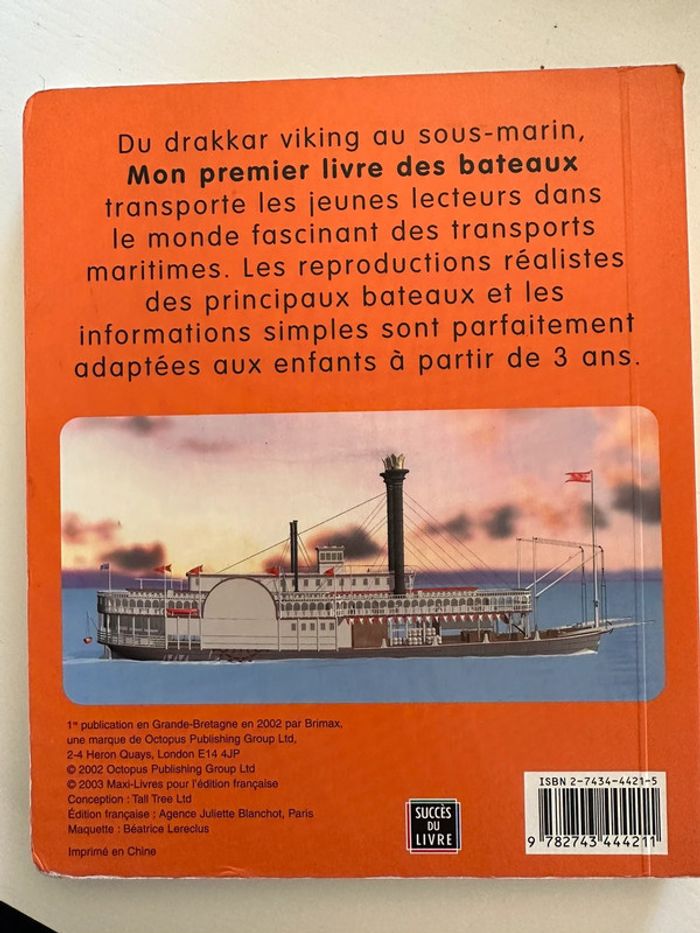 Du drakkar viking au sous-marin,
Mon premier livre des bateaux
transporte les jeunes lecteurs dans
le monde fascinant des transports
maritimes. Les reproductions réalistes
des principaux bateaux et les
informations simples sont parfaitement
adaptées aux enfants à partir de 3 ans.
1re publication en Grande-Bretagne en 2002 par Brimax,
une marque de Octopus Publishing Group Ltd,
2-4 Heron Quays, London E14 4JP
© 2002 Octopus Publishing Group Ltd
© 2003 Maxi-Livres pour l'édition française
Conception : Tall Tree Ltd
Édition française : Agence Juliette Blanchot, Paris
Maquette : Béatrice Lereclus
Imprimé en Chine
SUCCÈS
DU
LIVRE
ISBN 2-7434-4421-5
9 782743 444211